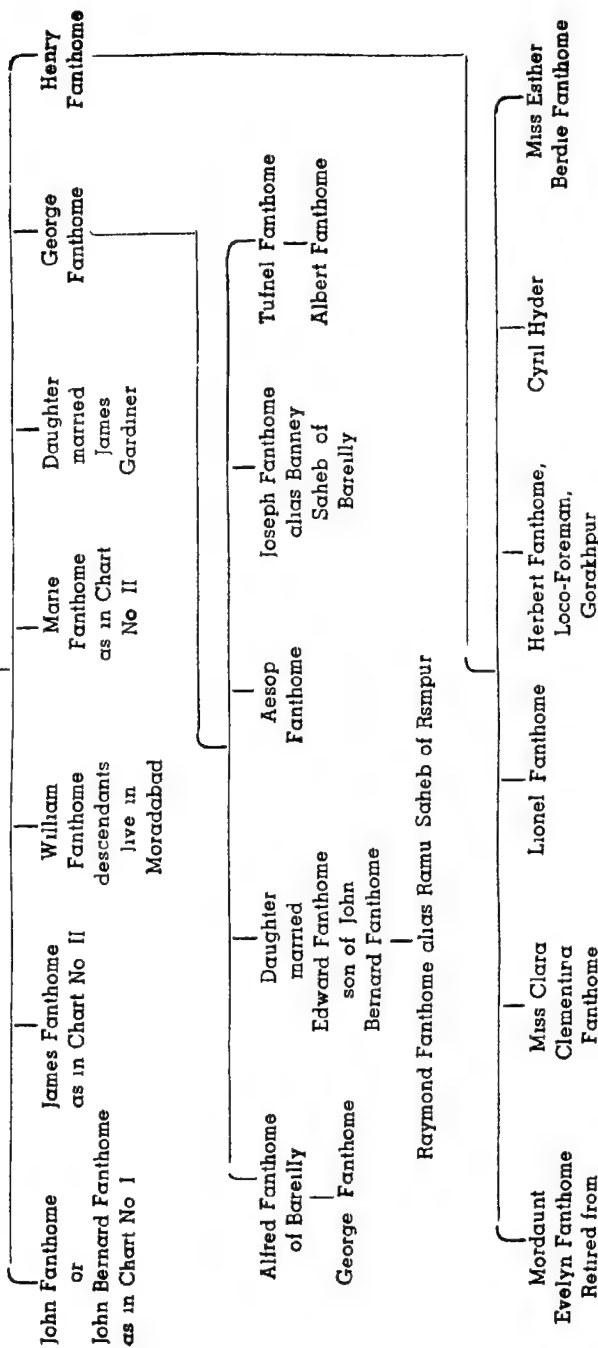 John Fanthome
or
John Bernard Fanthome
as in Chart No I
James Fanthome
as in Chart No II
William
Fanthome
descendants
live in
Moradabad
Marie
Fanthome
as in Chart
No II
Daughter
married
James
Gardiner
George
Fanthome
Henry
Fanthome
Alfred Fanthome
of Bareilly
George Fanthome
Daughter
married
Edward Fanthome
son of John
Bernard Fanthome
Raymond Fanthome alias Ramu Saheb of Rsmpur
Aesop
Fanthome
Joseph Fanthome
alias Banney
Saheb of
Bareilly
Tufnel Fanthome
Albert Fanthome
Mordaunt
Evelyn Fanthome
Retired from
Miss Clara
Clementira
Fanthome
Lionel Fanthome
Herbert Fanthome,
Loco-Foreman,
Gorakhpur
Cyril Hyder
Miss Esther
Berdie Fanthome